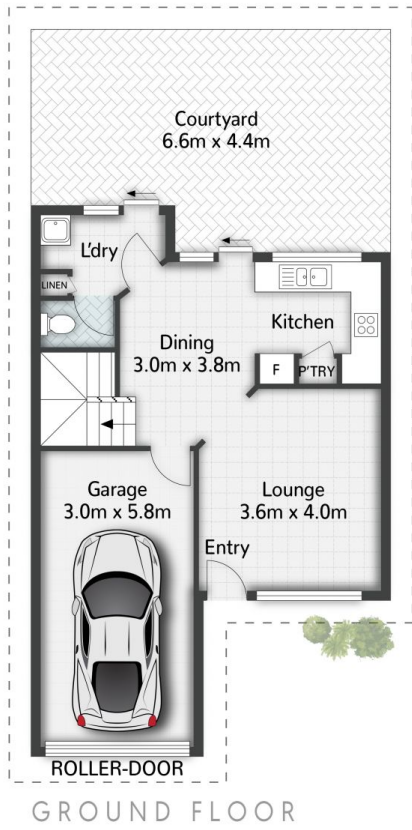 Courtyard
6.6m x 4.4m
L'dry
LINEN
Kitchen
Dining
3.0m x 3.8m
F
P'TRY
Garage
3.0m x 5.8m
Lounge
3.6m x 4.0m
Entry
ROLLER-DOOR
GROUND FLOOR